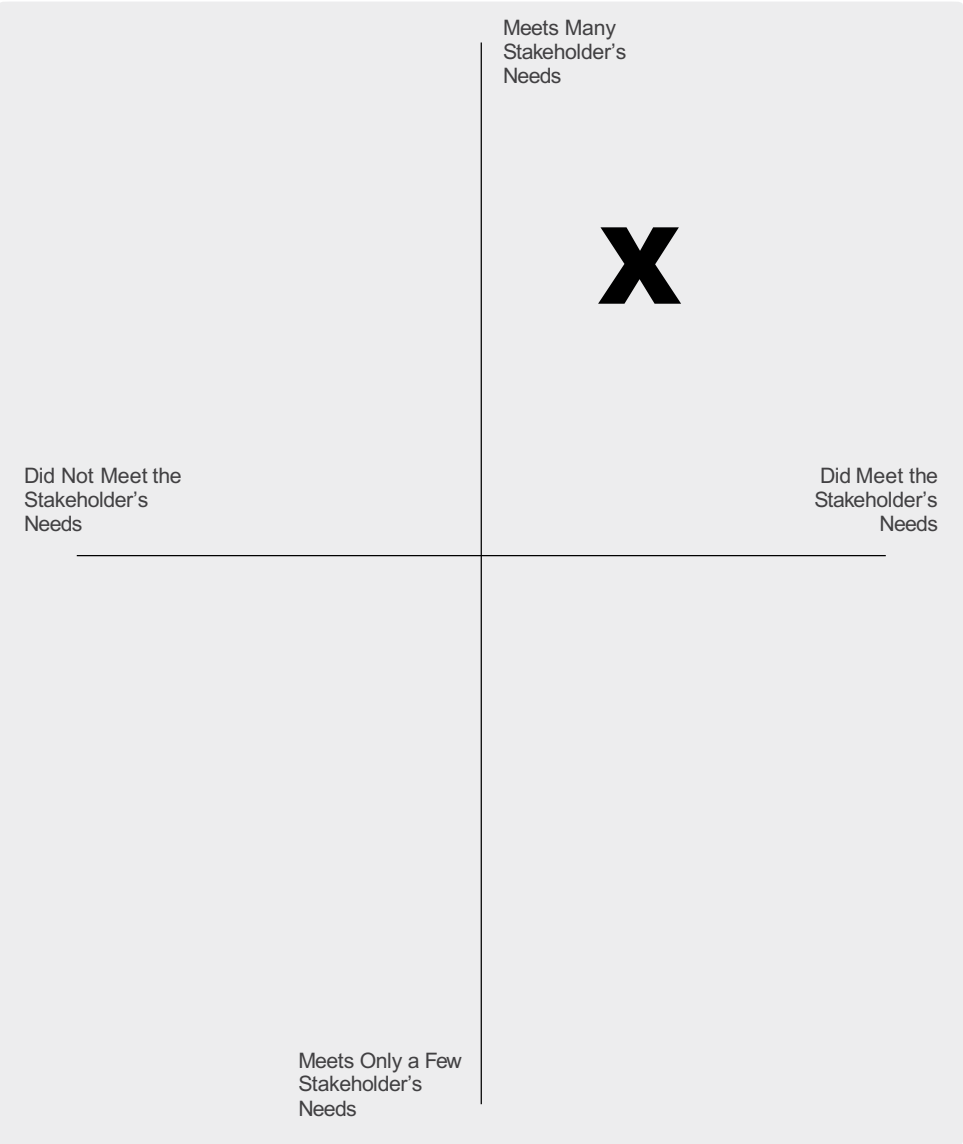 Meets Many
Stakeholder’s
Needs
X
Did Not Meet the
Stakeholder’s
Needs
Did Meet the
Stakeholder’s
Needs
Meets Only a Few
Stakeholder’s
Needs